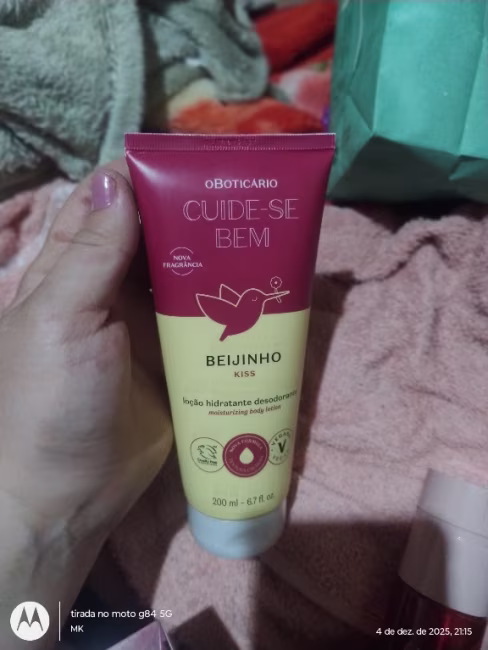 oBOTICÁRIO
CUIDE-SE
BEM
NOVA
FRAGRÂNCIA
BEIJINHO
KISS
loção hidratante desodorante
moisturizing body lotion
200 ml - 6.7 fl. oz.
tirada no moto g84 5G
MK
4 de dez. de 2025, 21:15